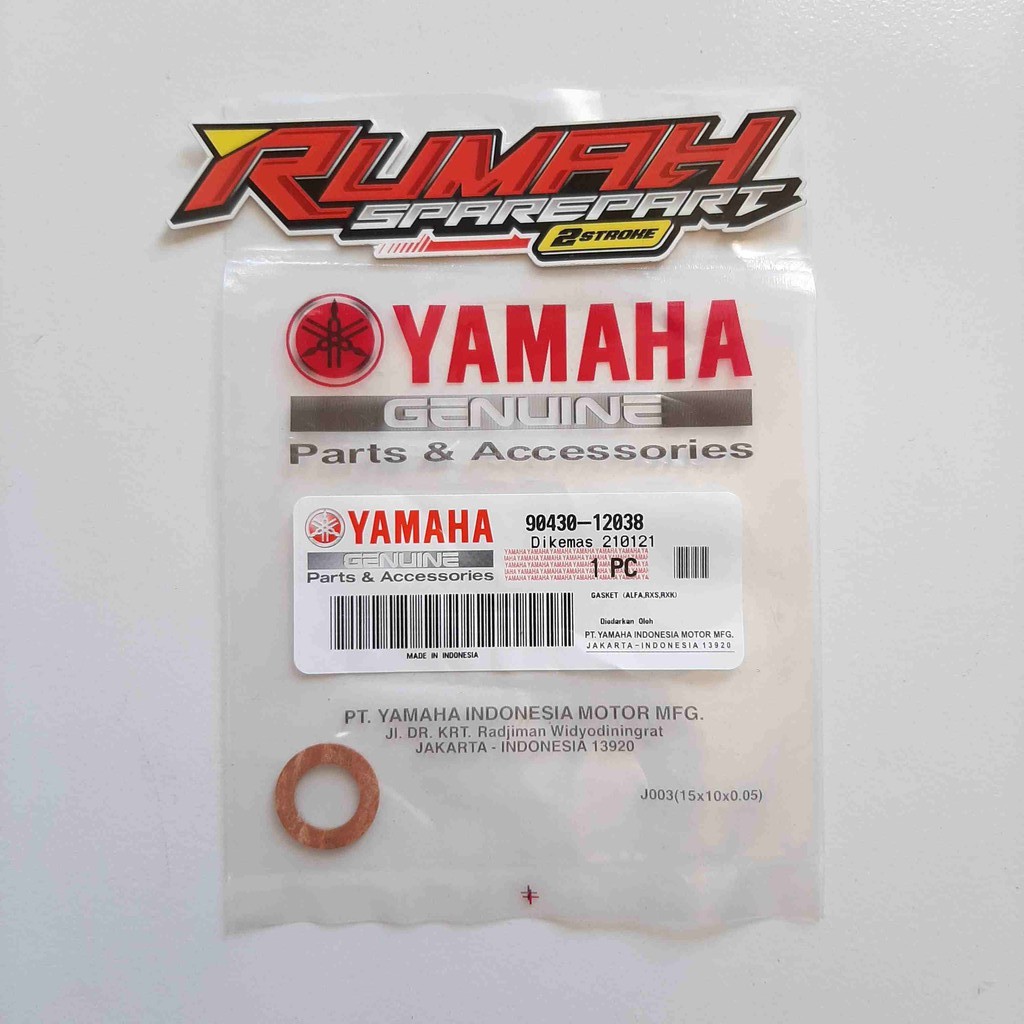 RUMAH
SPAREPART
2 STROKE
YAMAHA
GENUINE
Parts & Accessories
YAMAHA
GENUINE
Parts & Accessories
90430-12038
Dikemas 210121
1 PC
GASKET (ALFA,RXS,RXK)
Diedarkan Oleh
PT. YAMAHA INDONESIA MOTOR MFG.
JAKARTA-INDONESIA 13920
MADE IN INDONESIA
PT. YAMAHA INDONESIA MOTOR MFG.
Jl. DR. KRT. Radjiman Widyodiningrat
JAKARTA - INDONESIA 13920
J003(15x10x0.05)